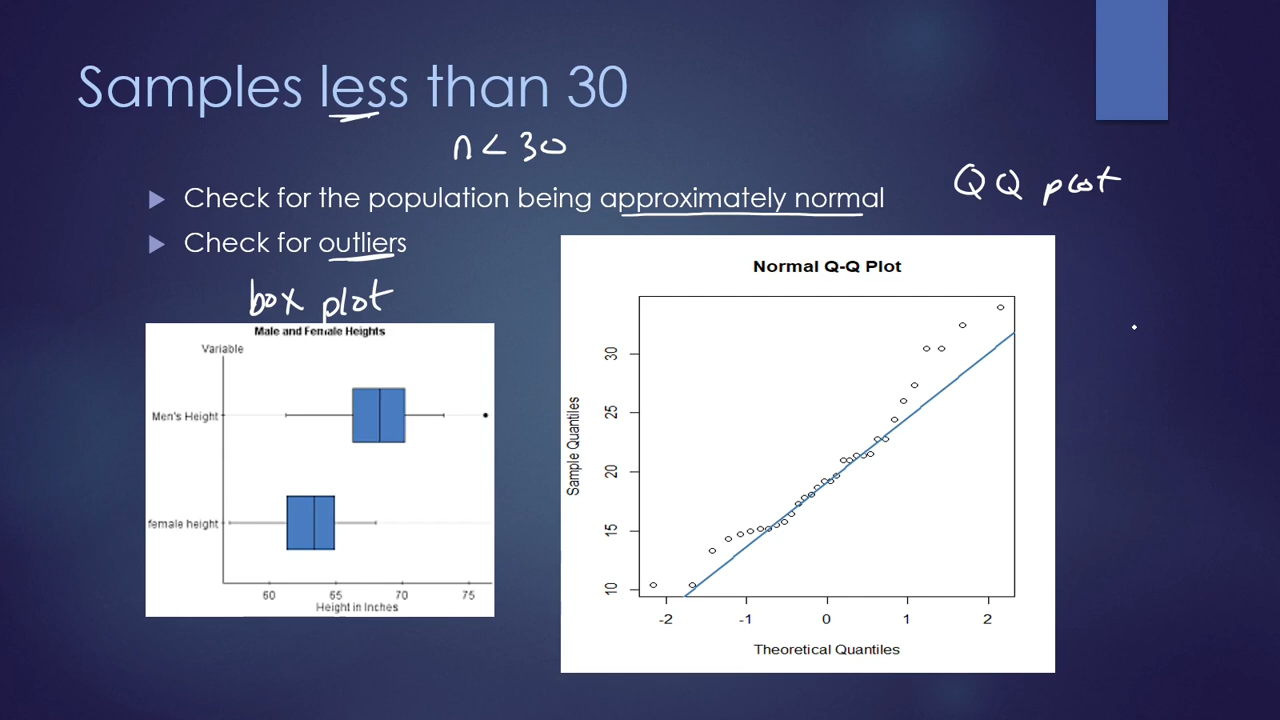 Samples less than 30
n < 30
Check for the population being approximately normal
QQ plot
Check for outliers
box plot
Male and Female Heights
Variable
Men's Height
female height
60 65 70 75
Height in Inches
Normal Q-Q Plot
Sample Quantiles
30
25
20
15
10
-2 -1 0 1 2
Theoretical Quantiles